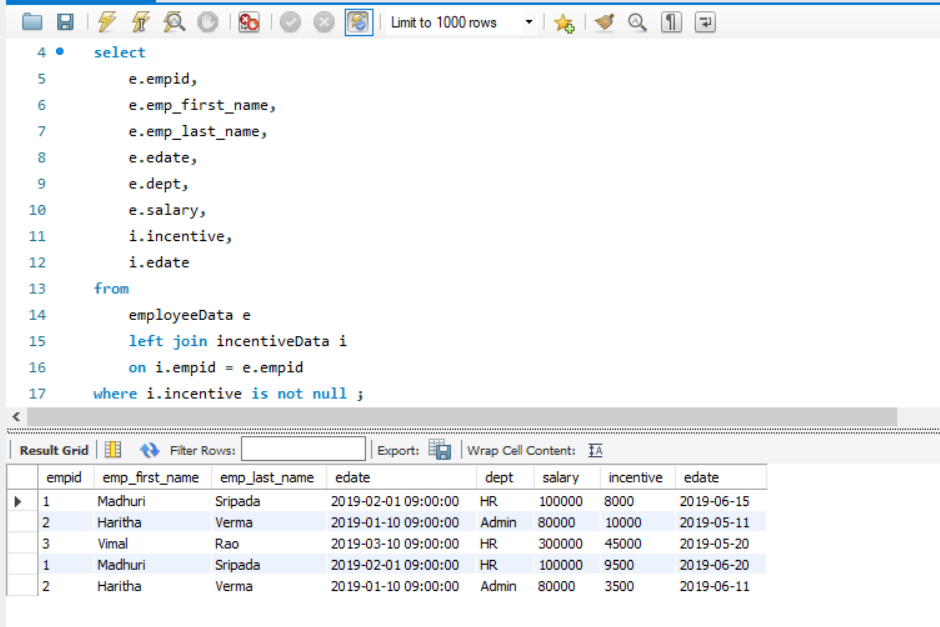 Limit to 1000 rows
4 select
5 e.empid,
6 e.emp_first_name,
7 e.emp_last_name,
8 e.edate,
9 e.dept,
10 e.salary,
11 i.incentive,
12 i.edate
13 from
14 employeeData e
15 left join incentiveData i
16 on i.empid = e.empid
17 where i.incentive is not null ;
Result Grid Filter Rows: Export: Wrap Cell Content: IA
empid emp_first_name emp_last_name edate dept salary incentive edate
1 Madhuri Sripada 2019-02-01 09:00:00 HR 100000 8000 2019-06-15
2 Haritha Verma 2019-01-10 09:00:00 Admin 80000 10000 2019-05-11
3 Vimal Rao 2019-03-10 09:00:00 HR 300000 45000 2019-05-20
1 Madhuri Sripada 2019-02-01 09:00:00 HR 100000 9500 2019-06-20
2 Haritha Verma 2019-01-10 09:00:00 Admin 80000 3500 2019-06-11